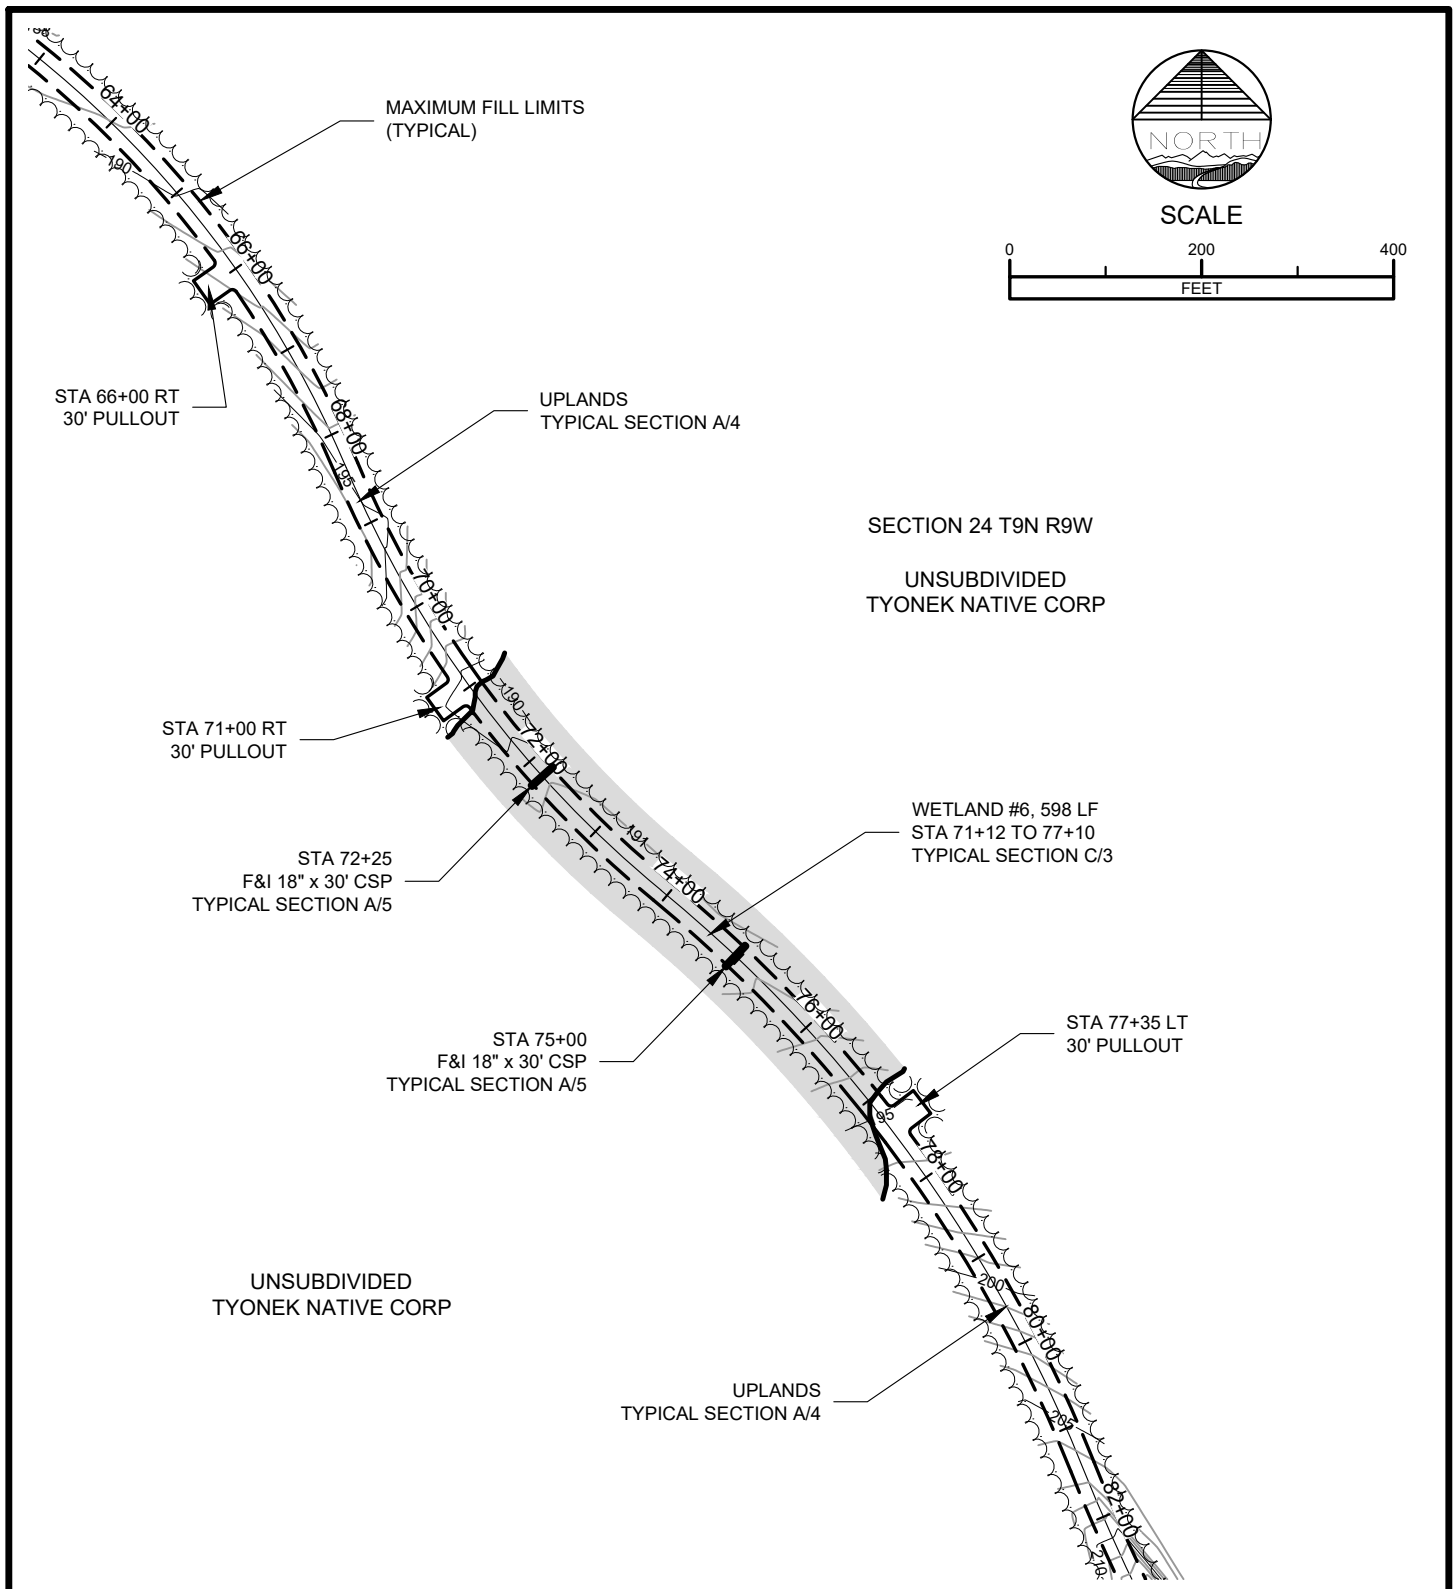 64+00
MAXIMUM FILL LIMITS
(TYPICAL)
NORTH
SCALE
0 200 400
FEET
190
66+00
STA 66+00 RT
30' PULLOUT
UPLANDS
TYPICAL SECTION A/4
68+00
195
SECTION 24 T9N R9W
UNSUBDIVIDED
TYONEK NATIVE CORP
70+00
STA 71+00 RT
30' PULLOUT
190
72+00
WETLAND #6, 598 LF
STA 71+12 TO 77+10
TYPICAL SECTION C/3
191
74+00
STA 72+25
F&I 18" x 30' CSP
TYPICAL SECTION A/5
76+00
STA 77+35 LT
30' PULLOUT
STA 75+00
F&I 18" x 30' CSP
TYPICAL SECTION A/5
95
78+00
UNSUBDIVIDED
TYONEK NATIVE CORP
200
80+00
UPLANDS
TYPICAL SECTION A/4
205
82+00
210